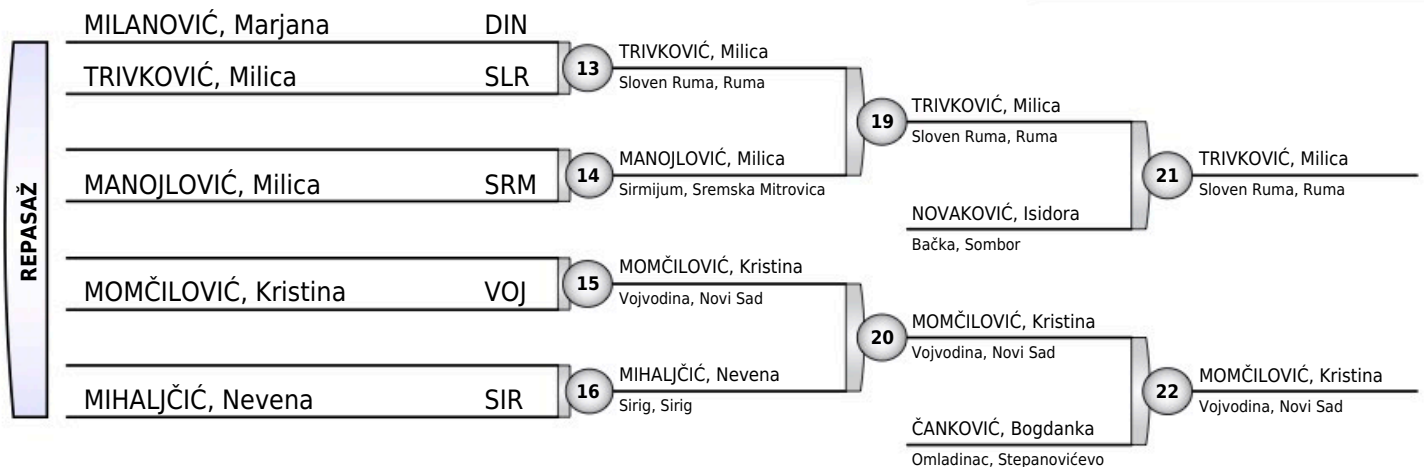 MILANOVIĆ, Marjana DIN
TRIVKOVIĆ, Milica SLR
MANOJLOVIĆ, Milica SRM
MOMČILOVIĆ, Kristina VOJ
MIHALJČIĆ, Nevena SIR
REPASAŽ
13
TRIVKOVIĆ, Milica
Sloven Ruma, Ruma
14
MANOJLOVIĆ, Milica
Sirmijum, Sremska Mitrovica
15
MOMČILOVIĆ, Kristina
Vojvodina, Novi Sad
16
MIHALJČIĆ, Nevena
Sirig, Sirig
19
TRIVKOVIĆ, Milica
Sloven Ruma, Ruma
NOVAKOVIĆ, Isidora
Bačka, Sombor
20
MOMČILOVIĆ, Kristina
Vojvodina, Novi Sad
ČANKOVIĆ, Bogdanka
Omladinac, Stepanovićevo
21
TRIVKOVIĆ, Milica
Sloven Ruma, Ruma
22
MOMČILOVIĆ, Kristina
Vojvodina, Novi Sad